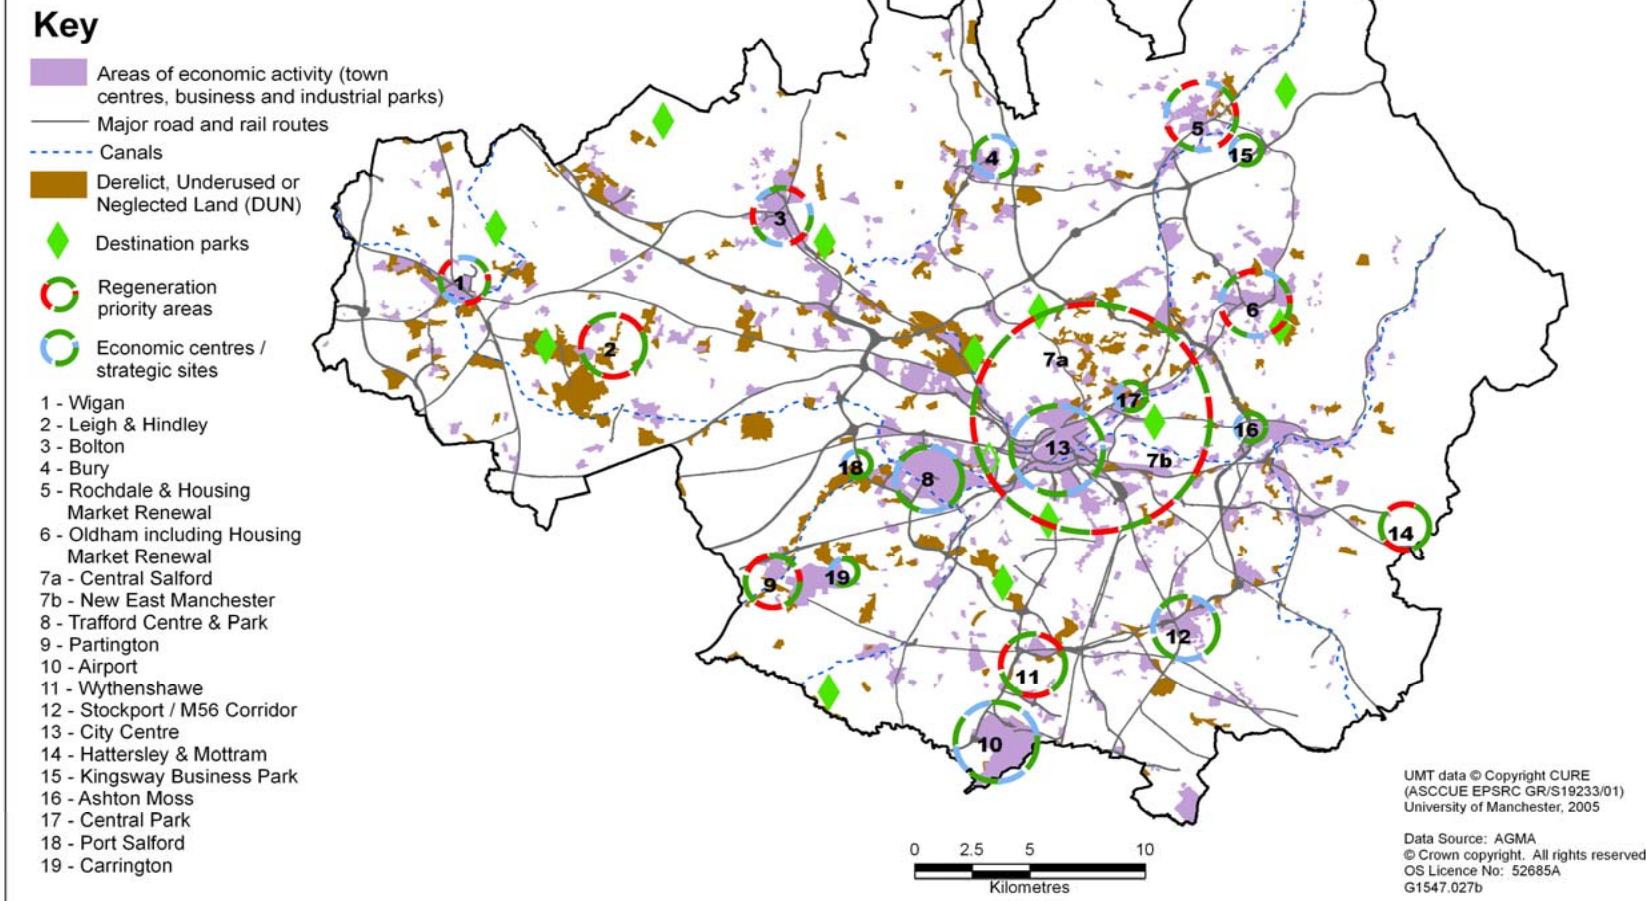 Key
Areas of economic activity (town
centres, business and industrial parks)
Major road and rail routes
Canals
Derelict, Underused or
Neglected Land (DUN)
Destination parks
Regeneration
priority areas
Economic centres /
strategic sites
1 - Wigan
2 - Leigh & Hindley
3 - Bolton
4 - Bury
5 - Rochdale & Housing
Market Renewal
6 - Oldham including Housing
Market Renewal
7a - Central Salford
7b - New East Manchester
8 - Trafford Centre & Park
9 - Partington
10 - Airport
11 - Wythenshawe
12 - Stockport / M56 Corridor
13 - City Centre
14 - Hattersley & Mottram
15 - Kingsway Business Park
16 - Ashton Moss
17 - Central Park
18 - Port Salford
19 - Carrington
5
15
4
3
1
6
2
7a
17
16
13
7b
18
8
14
9
19
12
11
10
0 2.5 5 10
Kilometres
UMT data © Copyright CURE
(ASCCUE EPSRC GR/S19233/01)
University of Manchester, 2005
Data Source: AGMA
© Crown copyright. All rights reserved
OS Licence No: 52685A
G1547.027b